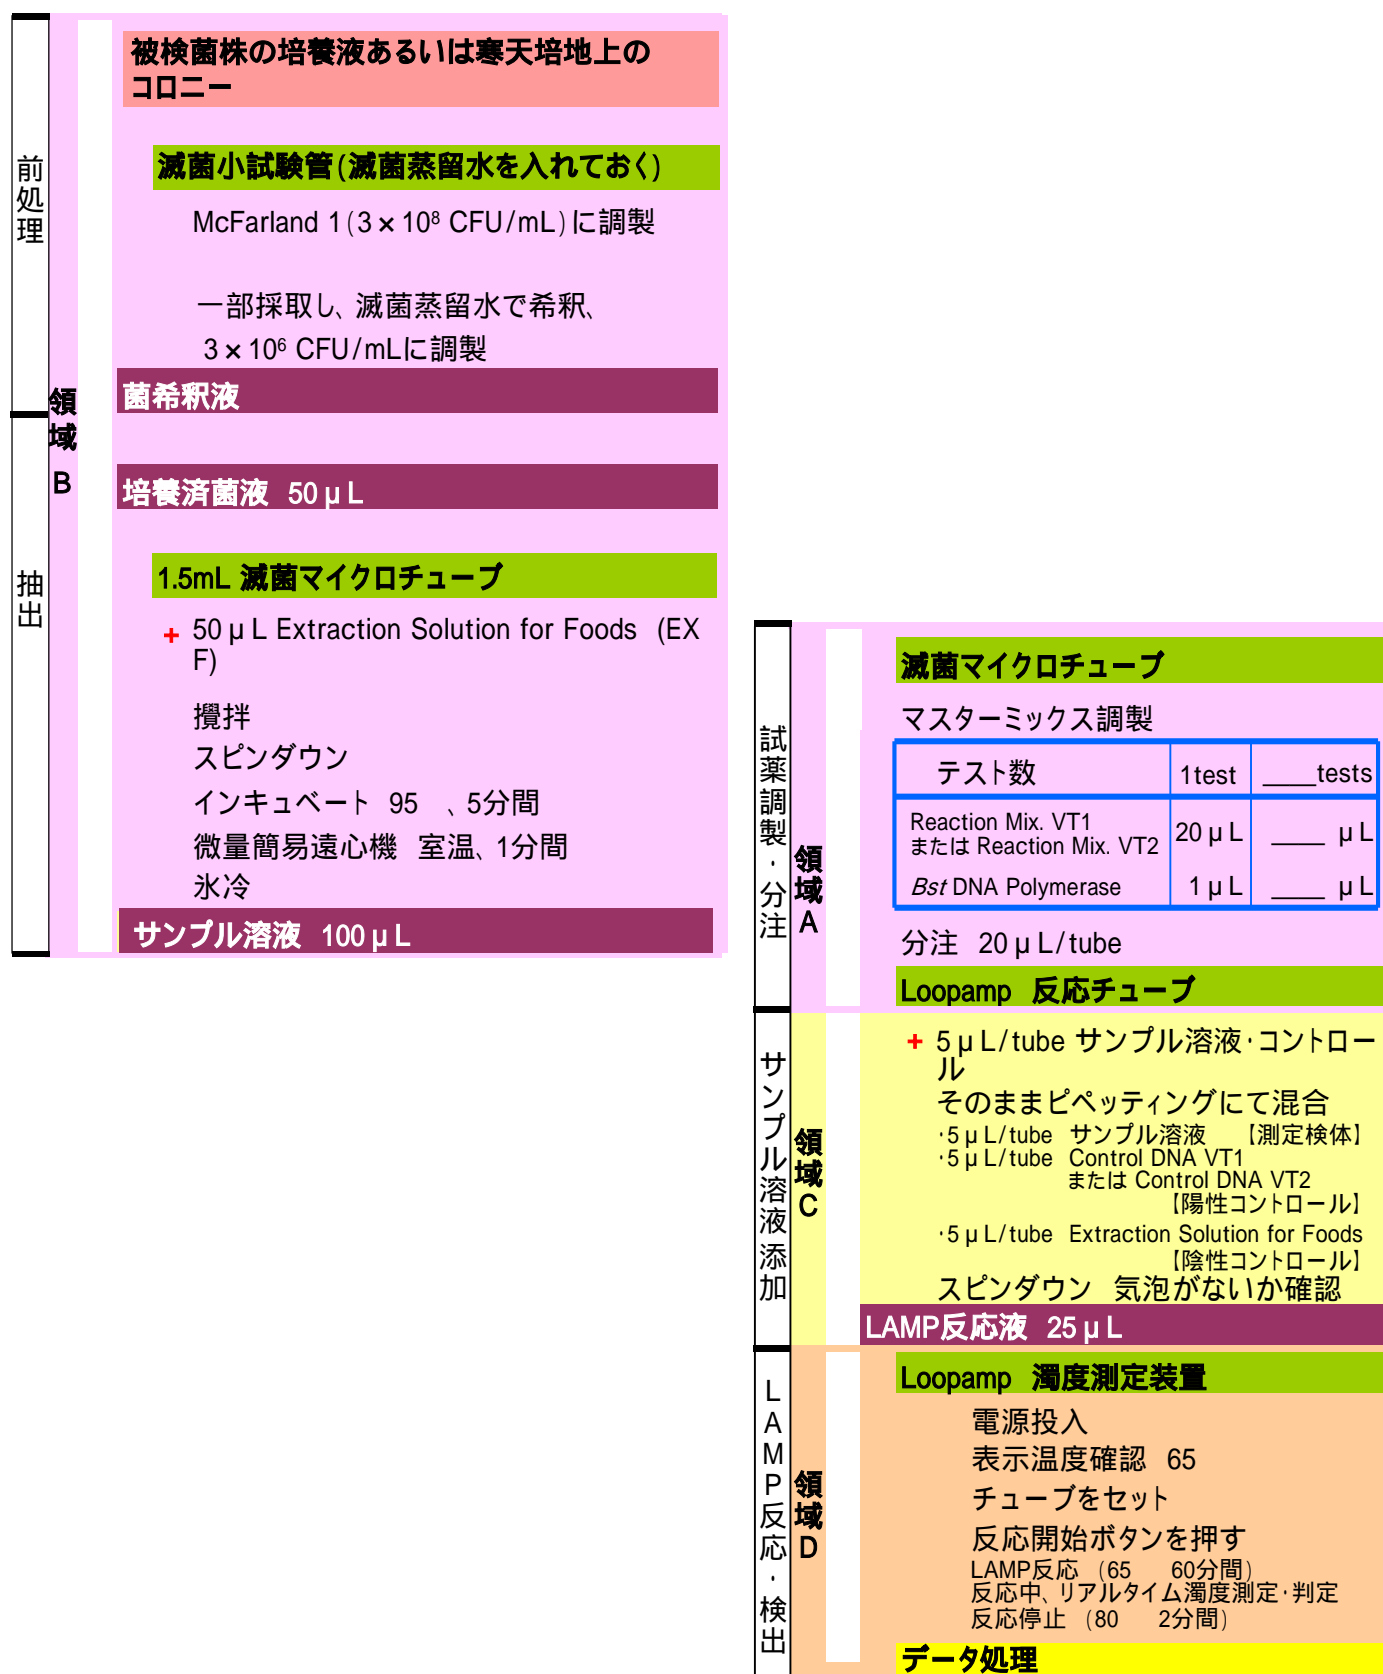 被検菌株の培養液あるいは寒天培地上の
コロニー
前処理
滅菌小試験管(滅菌蒸留水を入れておく)
McFarland 1(3×10⁸ CFU/mL)に調製
一部採取し、滅菌蒸留水で希釈、
3×10⁶ CFU/mLに調製
菌希釈液
領域B
培養済菌液 50μL
抽出
1.5mL 滅菌マイクロチューブ
+ 50μL Extraction Solution for Foods (EX
F)
攪拌
スピンダウン
インキュベート 95 、5分間
微量簡易遠心機 室温、1分間
氷冷
サンプル溶液 100μL
試薬調製・分注
領域A
滅菌マイクロチューブ
マスターミックス調製
テスト数 1test ____tests
Reaction Mix. VT1
または Reaction Mix. VT2 20μL ____ μL
Bst DNA Polymerase 1μL ____ μL
分注 20μL/tube
Loopamp 反応チューブ
サンプル溶液添加
領域C
+ 5μL/tube サンプル溶液・コントロー
ル
そのままピペッティングにて混合
・5μL/tube サンプル溶液 【測定検体】
・5μL/tube Control DNA VT1
または Control DNA VT2
【陽性コントロール】
・5μL/tube Extraction Solution for Foods
【陰性コントロール】
スピンダウン 気泡がないか確認
LAMP反応液 25μL
LAMP反応・検出
領域D
Loopamp 濁度測定装置
電源投入
表示温度確認 65
チューブをセット
反応開始ボタンを押す
LAMP反応 (65 60分間)
反応中、リアルタイム濁度測定・判定
反応停止 (80 2分間)
データ処理